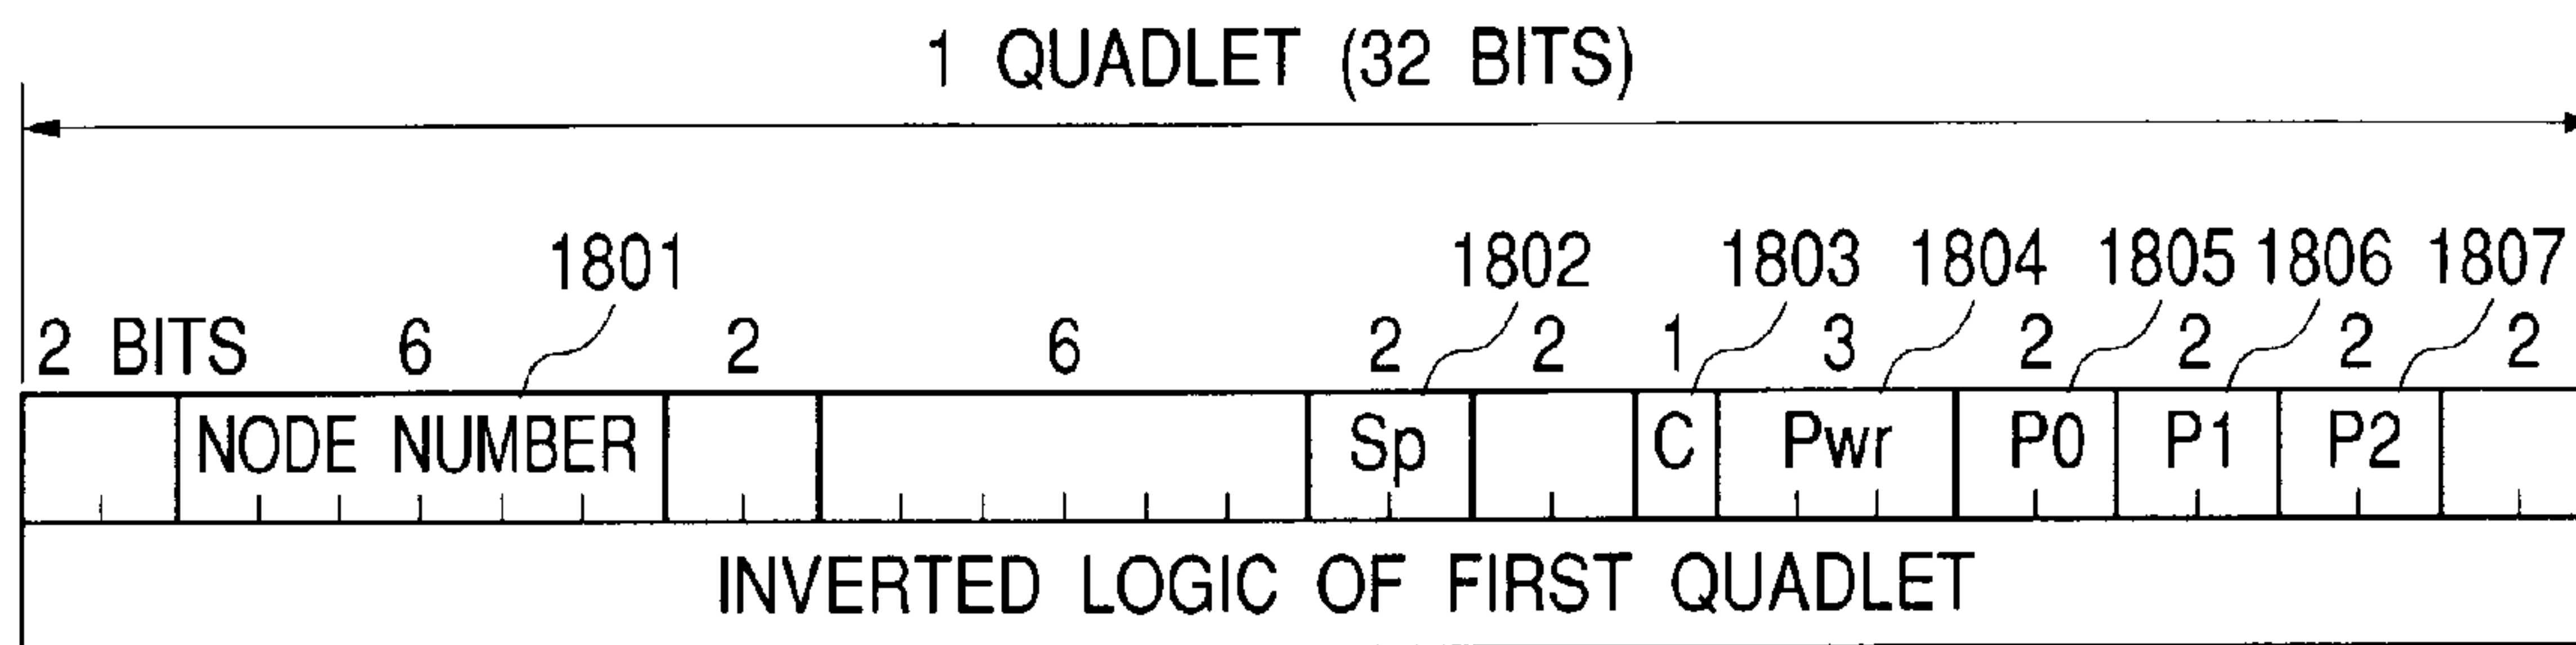 1 QUADLET (32 BITS)
1801 1802 1803 1804 1805 1806 1807
2 BITS 6 2 6 2 2 1 3 2 2 2 2
NODE NUMBER Sp C Pwr P0 P1 P2
INVERTED LOGIC OF FIRST QUADLET